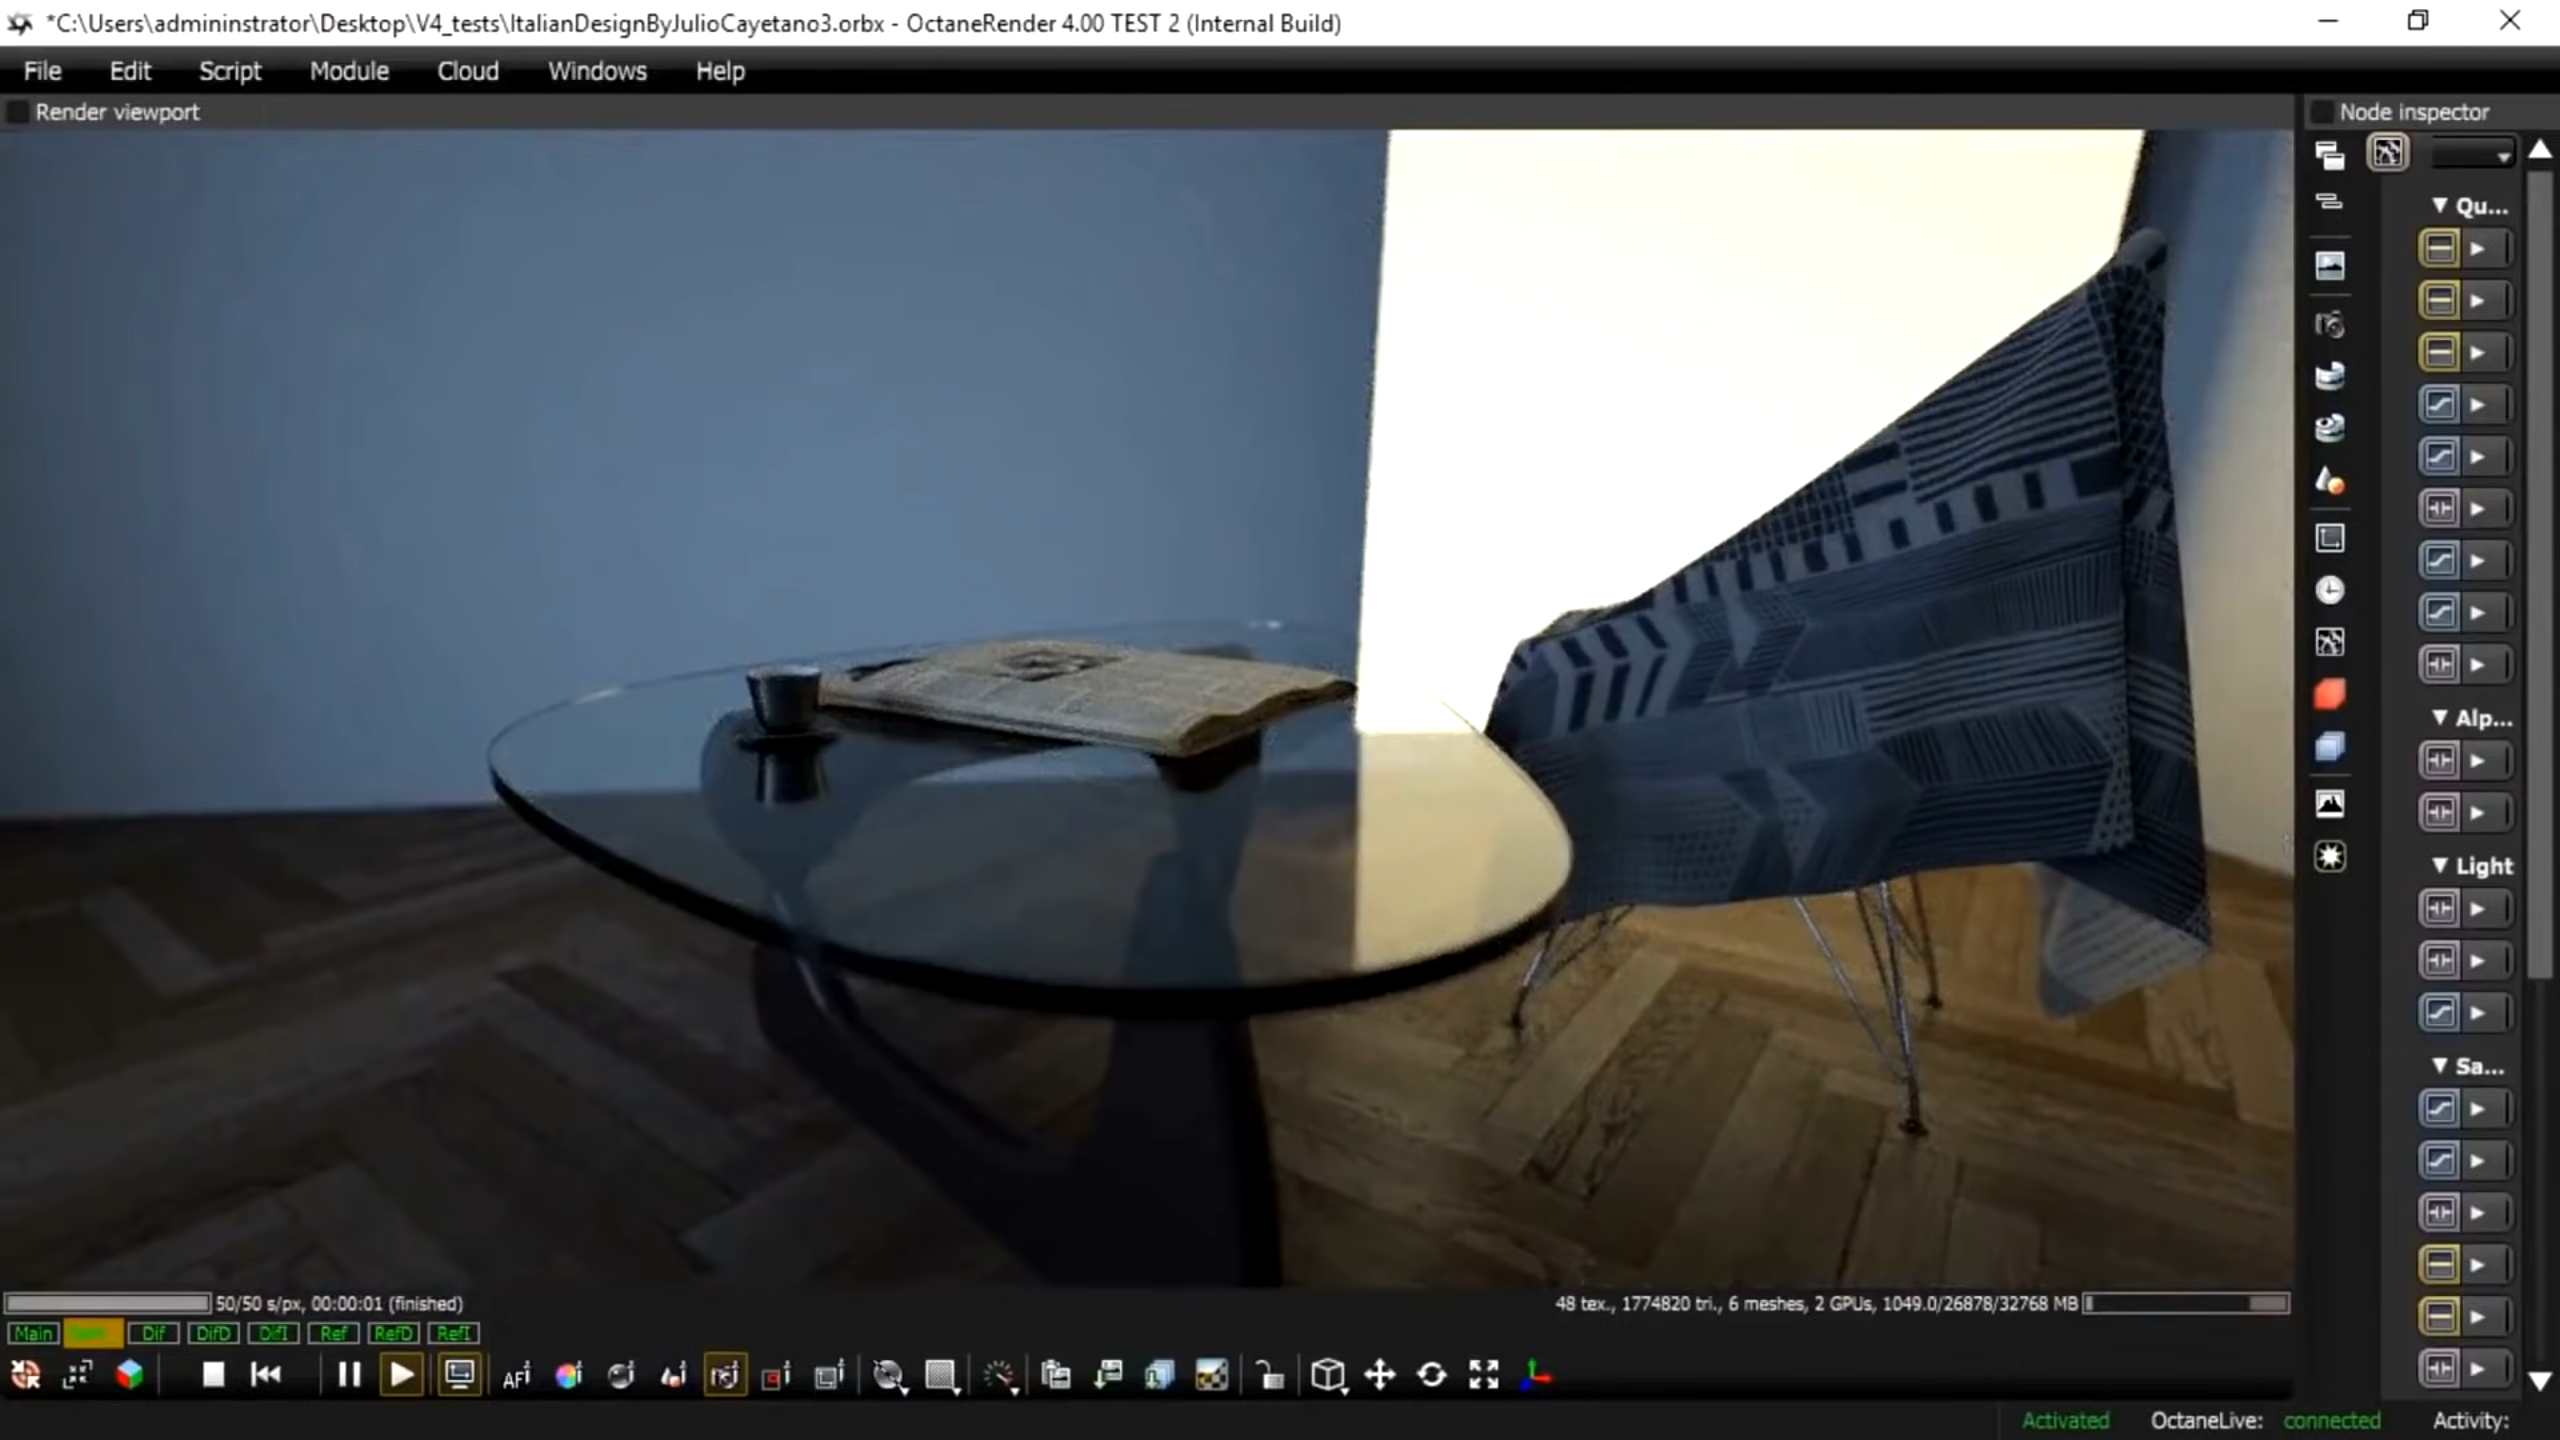 *C:\Users\admininstrator\Desktop\V4_tests\ItalianDesignByJulioCayetano3.orbx - OctaneRender 4.00 TEST 2 (Internal Build)
File Edit Script Module Cloud Windows Help
Render viewport
Node inspector
Qu...
Alp...
Light
Sa...
50/50 s/px, 00:00:01 (finished)
48 tex., 1774820 tri., 6 meshes, 2 GPUs, 1049.0/26878/32768 MB
Main Dif DifD DifI Ref RefD RefI
AF
Activated OctaneLive: connected Activity: